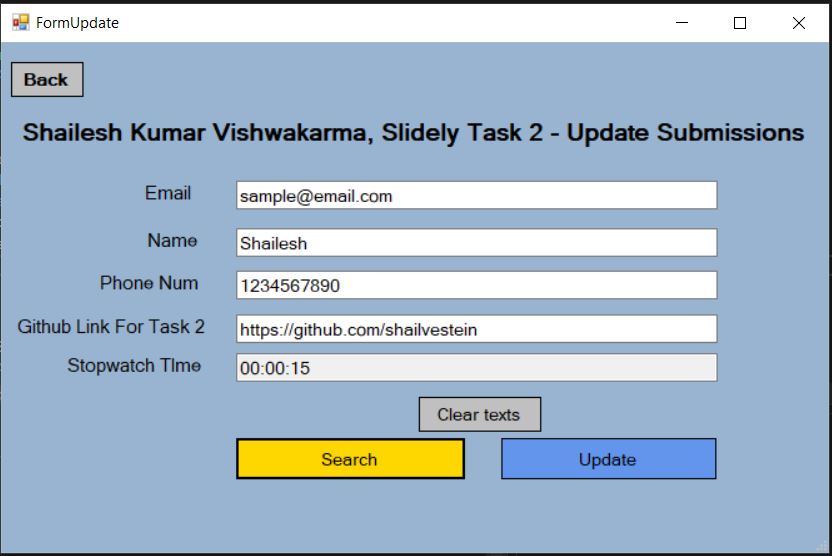 FormUpdate
Back
Shailesh Kumar Vishwakarma, Slidely Task 2 - Update Submissions
Email sample@email.com
Name Shailesh
Phone Num 1234567890
Github Link For Task 2 https://github.com/shailvestein
Stopwatch TIme 00:00:15
Clear texts
Search Update